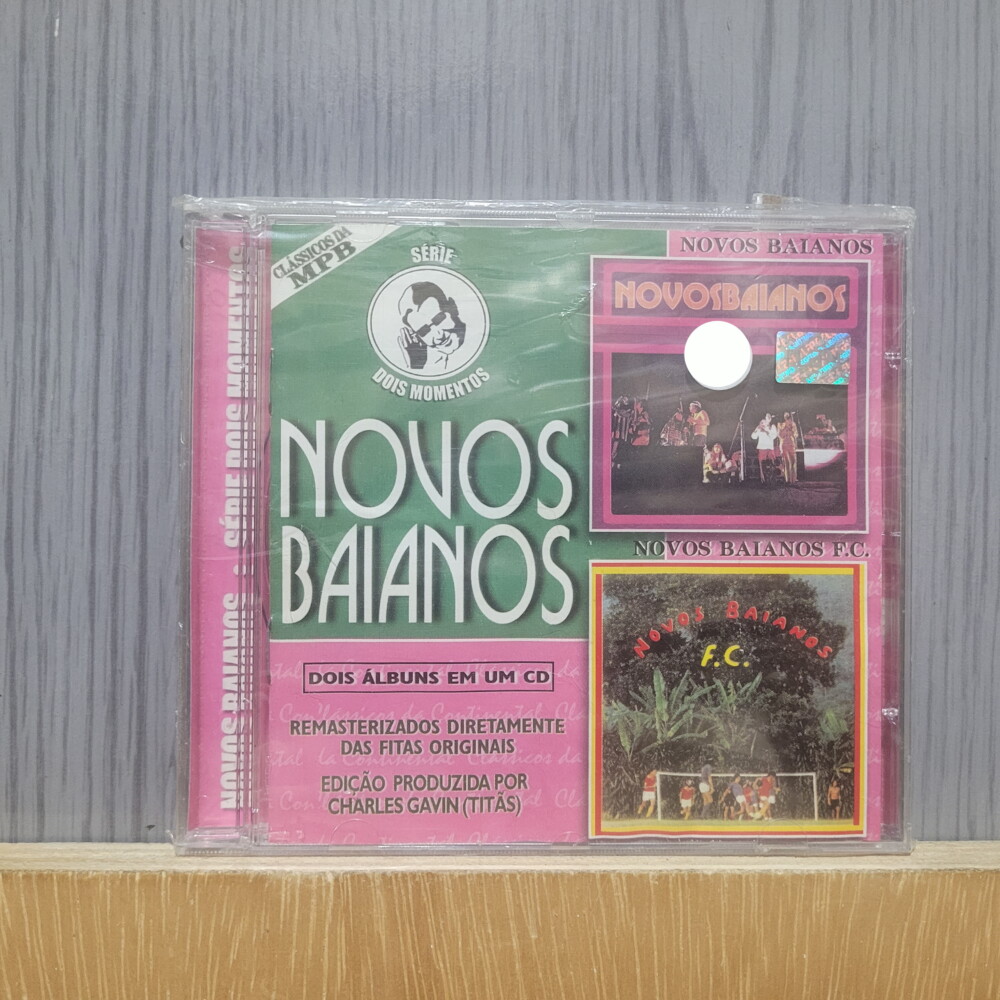 CLÁSSICOS DA
MPB
SÉRIE
DOIS MOMENTOS
NOVOS
BAIANOS
DOIS ÁLBUNS EM UM CD
REMASTERIZADOS DIRETAMENTE
DAS FITAS ORIGINAIS
EDIÇÃO PRODUZIDA POR
CHARLES GAVIN (TITÃS)
NOVOS BAIANOS
NOVOSBAIANOS
NOVOS BAIANOS F.C.
NOVOS BAIANOS
F.C.
NOVOS BAIANOS • SÉRIE DOIS MOMENTOS